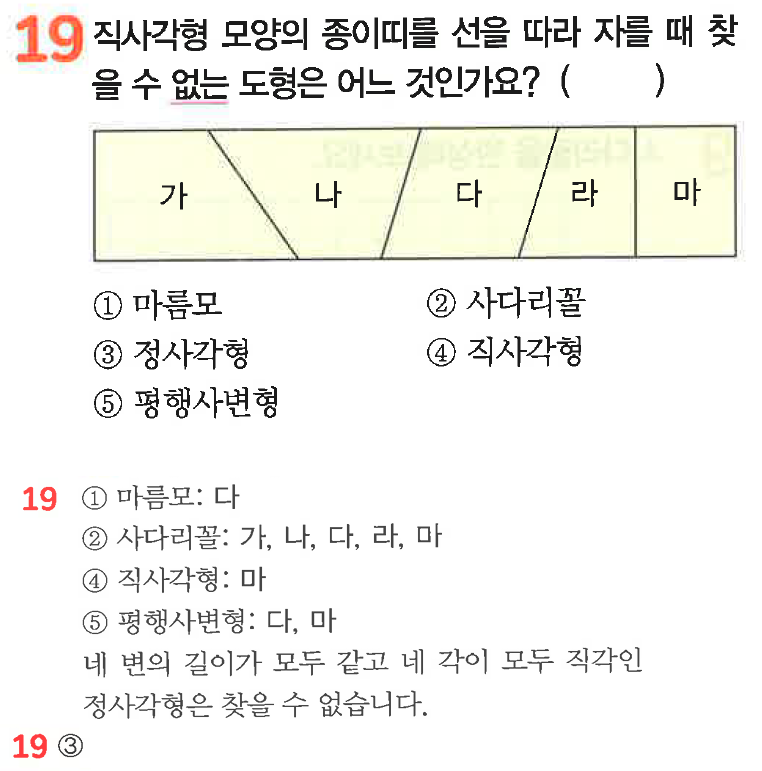 19 직사각형 모양의 종이띠를 선을 따라 자를 때 찾
을 수 없는 도형은 어느 것인가요? (      )
가 나 다 라 마
① 마름모 ② 사다리꼴
③ 정사각형 ④ 직사각형
⑤ 평행사변형
19 ① 마름모: 다
② 사다리꼴: 가, 나, 다, 라, 마
④ 직사각형: 마
⑤ 평행사변형: 다, 마
네 변의 길이가 모두 같고 네 각이 모두 직각인
정사각형은 찾을 수 없습니다.
19 ③